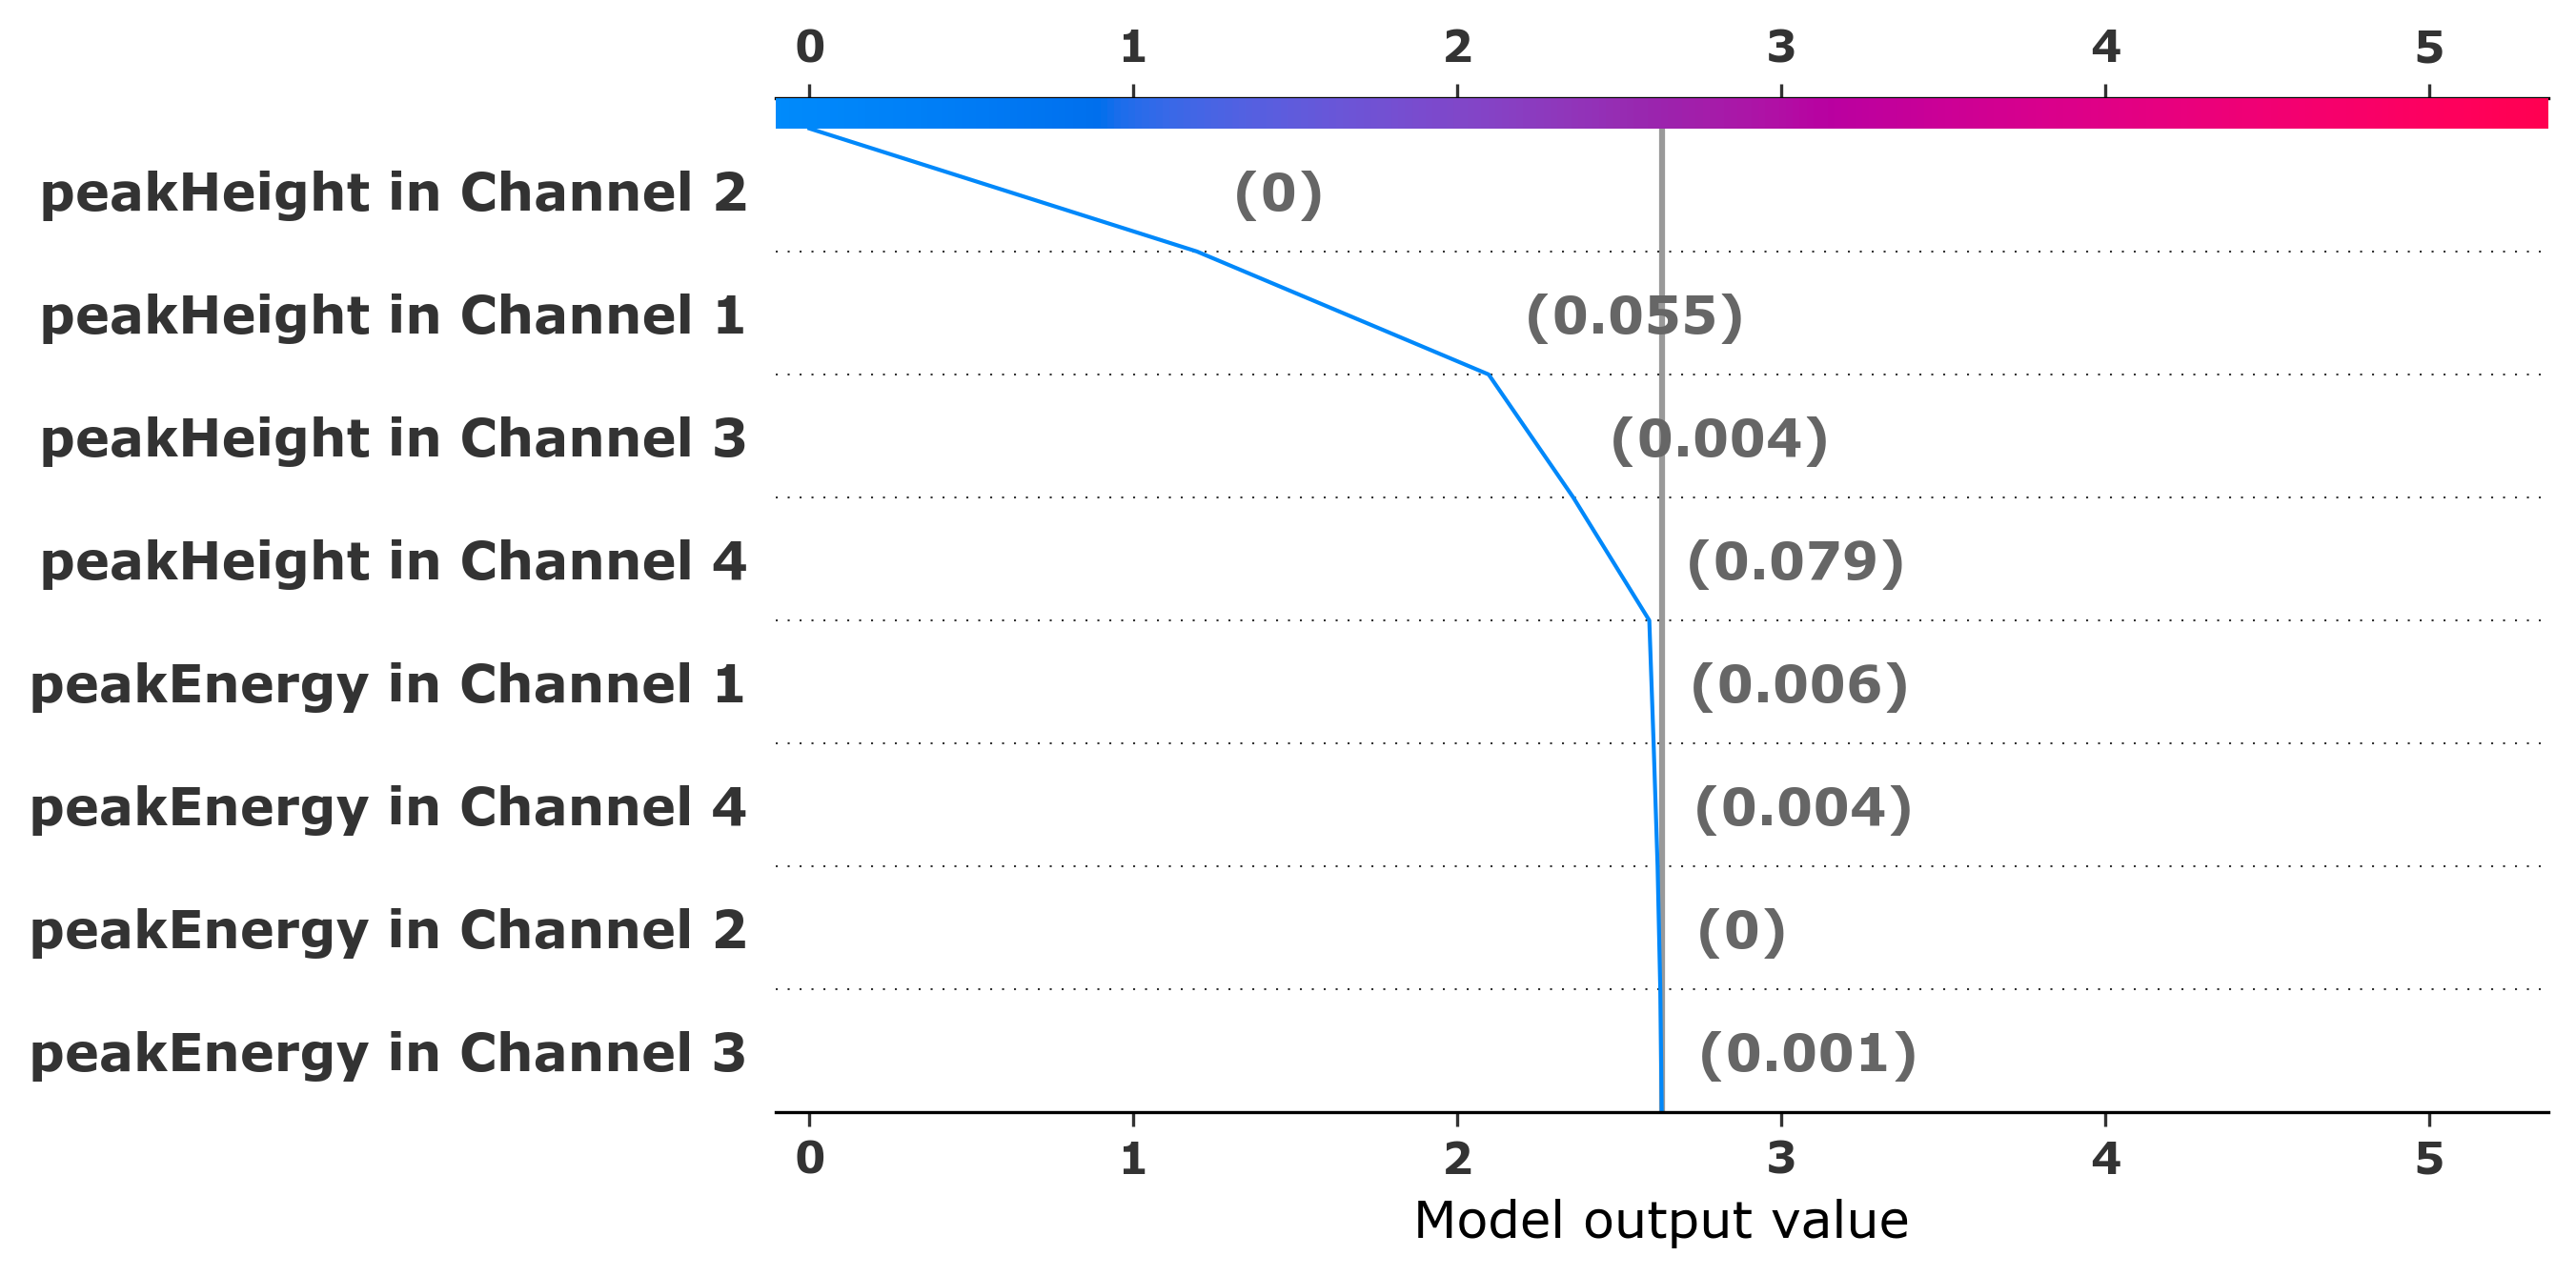 0 1 2 3 4 5
peakHeight in Channel 2 (0)
peakHeight in Channel 1 (0.055)
peakHeight in Channel 3 (0.004)
peakHeight in Channel 4 (0.079)
peakEnergy in Channel 1 (0.006)
peakEnergy in Channel 4 (0.004)
peakEnergy in Channel 2 (0)
peakEnergy in Channel 3 (0.001)
0 1 2 3 4 5
Model output value